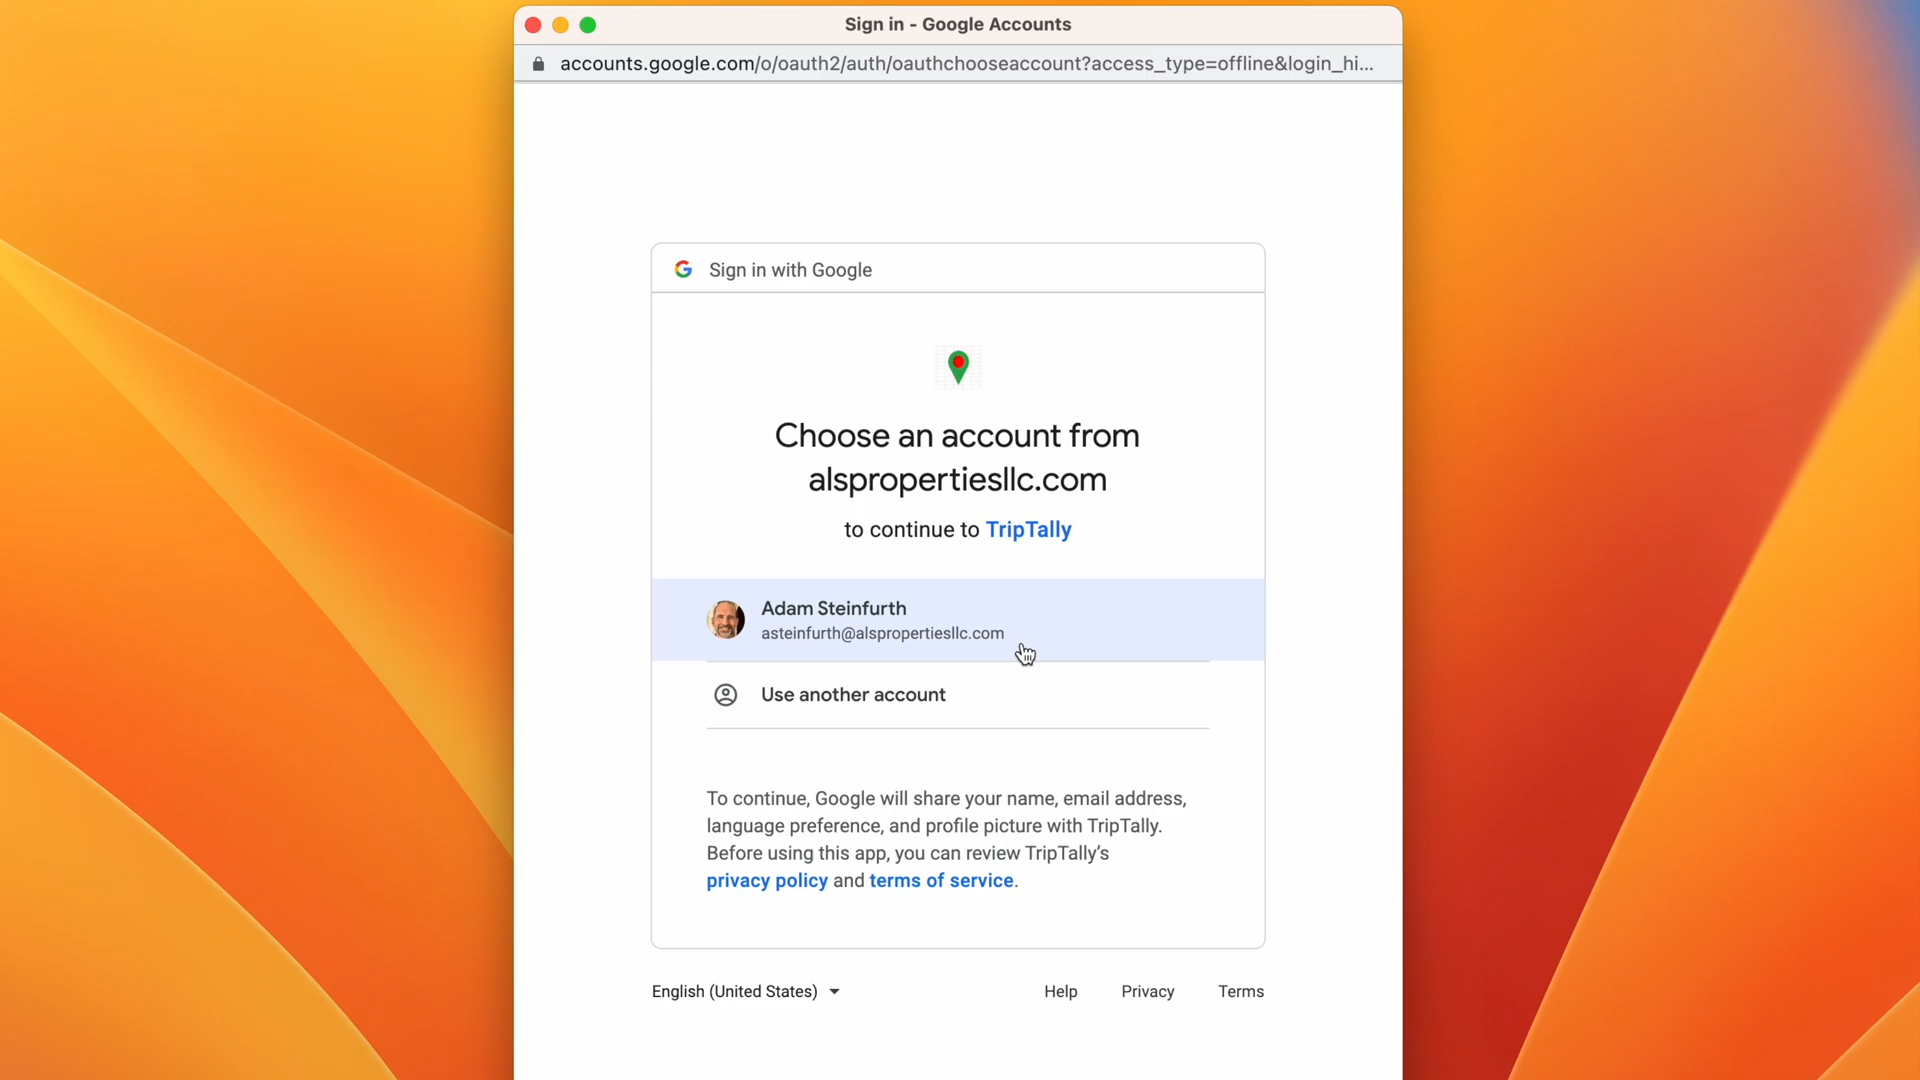 Sign in - Google Accounts
accounts.google.com/o/oauth2/auth/oauthchooseaccount?access_type=offline&login_hi...
Sign in with Google
Choose an account from
alspropertiesllc.com
to continue to TripTally
Adam Steinfurth
asteinfurth@alspropertiesllc.com
Use another account
To continue, Google will share your name, email address,
language preference, and profile picture with TripTally.
Before using this app, you can review TripTally's
privacy policy and terms of service.
English (United States) Help Privacy Terms